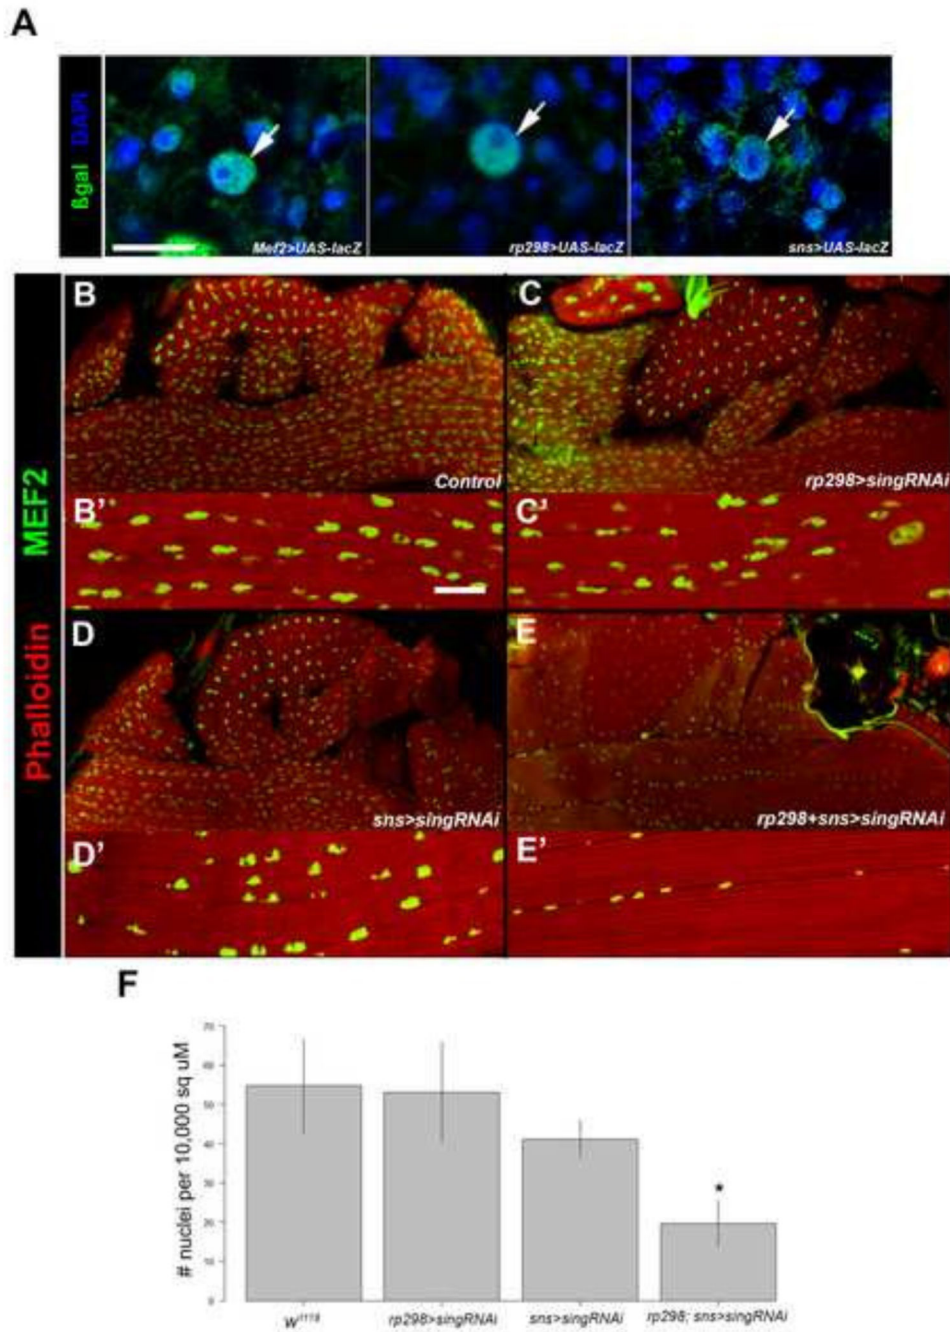 A
ßgal DAPI
Mef2>UAS-lacZ
rp298>UAS-lacZ
sns>UAS-lacZ
MEF2
Phalloidin
B
Control
C
rp298>singRNAi
B'
C'
D
sns>singRNAi
E
rp298+sns>singRNAi
D'
E'
F
# nuclei per 10,000 sq uM
70
60
50
40
30
20
10
0
*
w1118
rp298>singRNAi
sns>singRNAi
rp298; sns>singRNAi